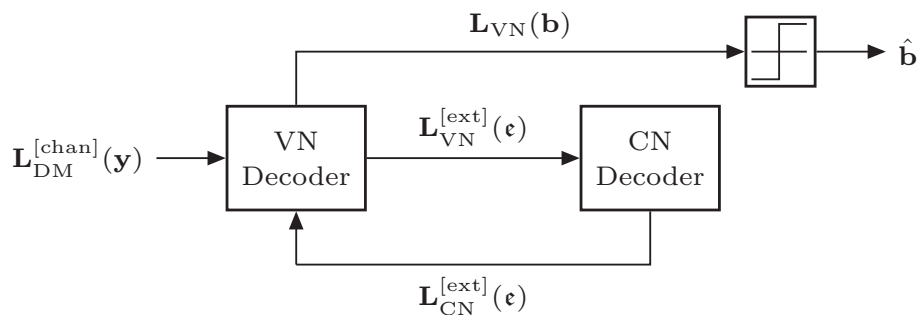 L_VN(b)
b̂
L_DM^[chan](y)
VN
Decoder
L_VN^[ext](𝔢)
CN
Decoder
L_CN^[ext](𝔢)